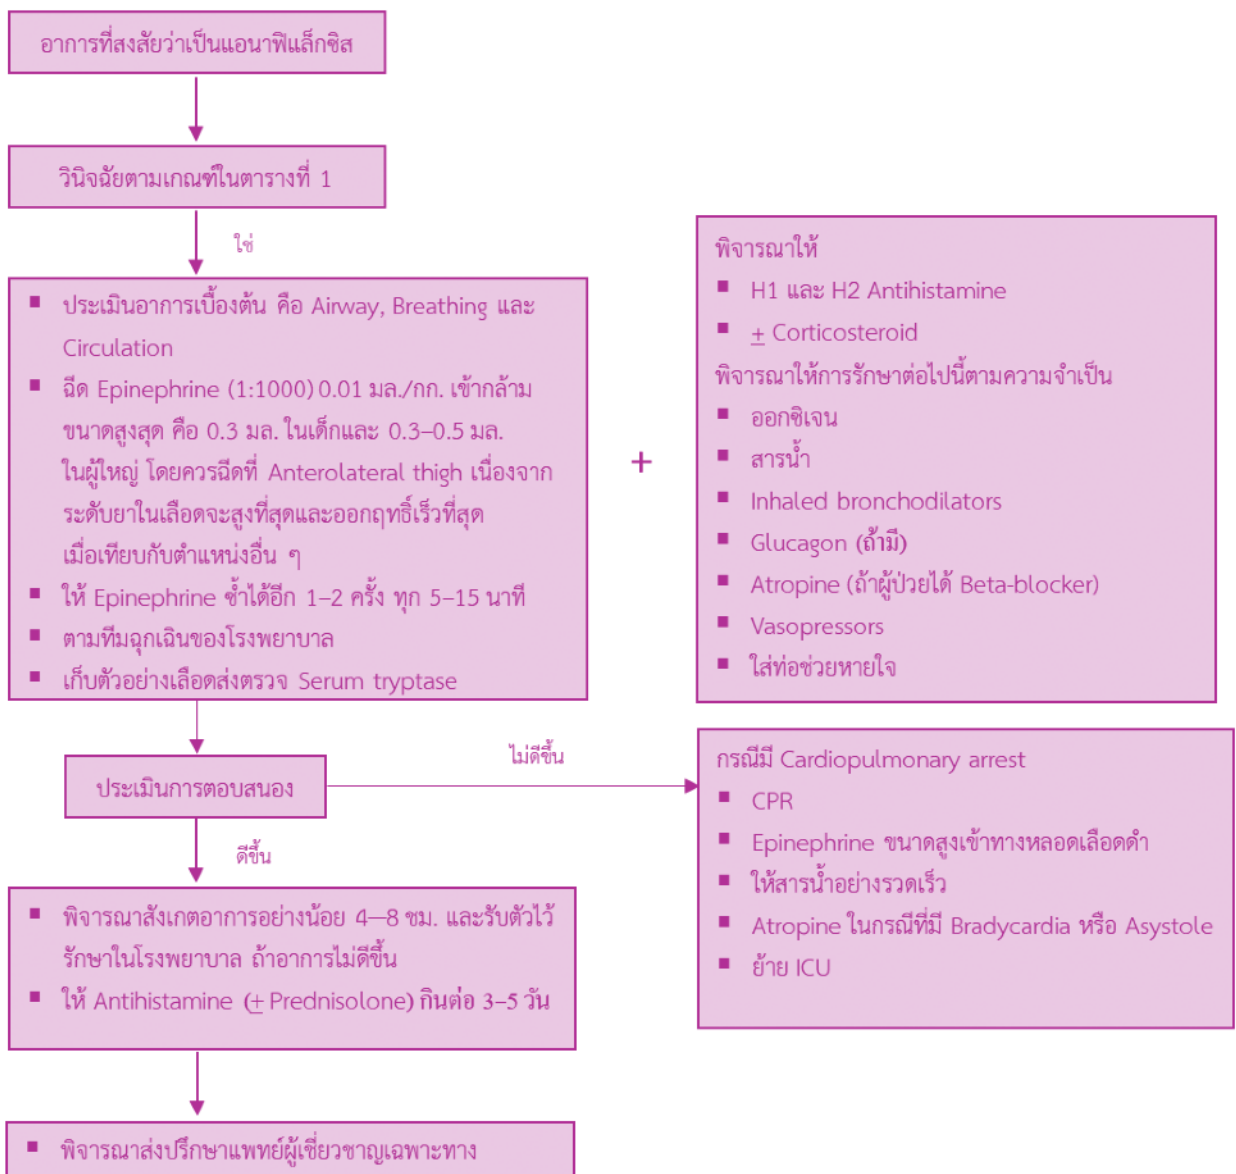 อาการที่สงสัยว่าเป็นแอนาฟิแล็กซิส
วินิจฉัยตามเกณฑ์ในตารางที่ 1
ใช่
▪ ประเมินอาการเบื้องต้น คือ Airway, Breathing และ
Circulation
▪ ฉีด Epinephrine (1:1000) 0.01 มล./กก. เข้ากล้าม
ขนาดสูงสุด คือ 0.3 มล. ในเด็กและ 0.3–0.5 มล.
ในผู้ใหญ่ โดยควรฉีดที่ Anterolateral thigh เนื่องจาก
ระดับยาในเลือดจะสูงที่สุดและออกฤทธิ์เร็วที่สุด
เมื่อเทียบกับตำแหน่งอื่น ๆ
▪ ให้ Epinephrine ซ้ำได้อีก 1–2 ครั้ง ทุก 5–15 นาที
▪ ตามทีมฉุกเฉินของโรงพยาบาล
▪ เก็บตัวอย่างเลือดส่งตรวจ Serum tryptase
+
พิจารณาให้
▪ H1 และ H2 Antihistamine
▪ ± Corticosteroid
พิจารณาให้การรักษาต่อไปนี้ตามความจำเป็น
▪ ออกซิเจน
▪ สารน้ำ
▪ Inhaled bronchodilators
▪ Glucagon (ถ้ามี)
▪ Atropine (ถ้าผู้ป่วยได้ Beta-blocker)
▪ Vasopressors
▪ ใส่ท่อช่วยหายใจ
ประเมินการตอบสนอง
ไม่ดีขึ้น
กรณีมี Cardiopulmonary arrest
▪ CPR
▪ Epinephrine ขนาดสูงเข้าทางหลอดเลือดดำ
▪ ให้สารน้ำอย่างรวดเร็ว
▪ Atropine ในกรณีที่มี Bradycardia หรือ Asystole
▪ ย้าย ICU
ดีขึ้น
▪ พิจารณาสังเกตอาการอย่างน้อย 4—8 ชม. และรับตัวไว้
รักษาในโรงพยาบาล ถ้าอาการไม่ดีขึ้น
▪ ให้ Antihistamine (± Prednisolone) กินต่อ 3–5 วัน
▪ พิจารณาส่งปรึกษาแพทย์ผู้เชี่ยวชาญเฉพาะทาง